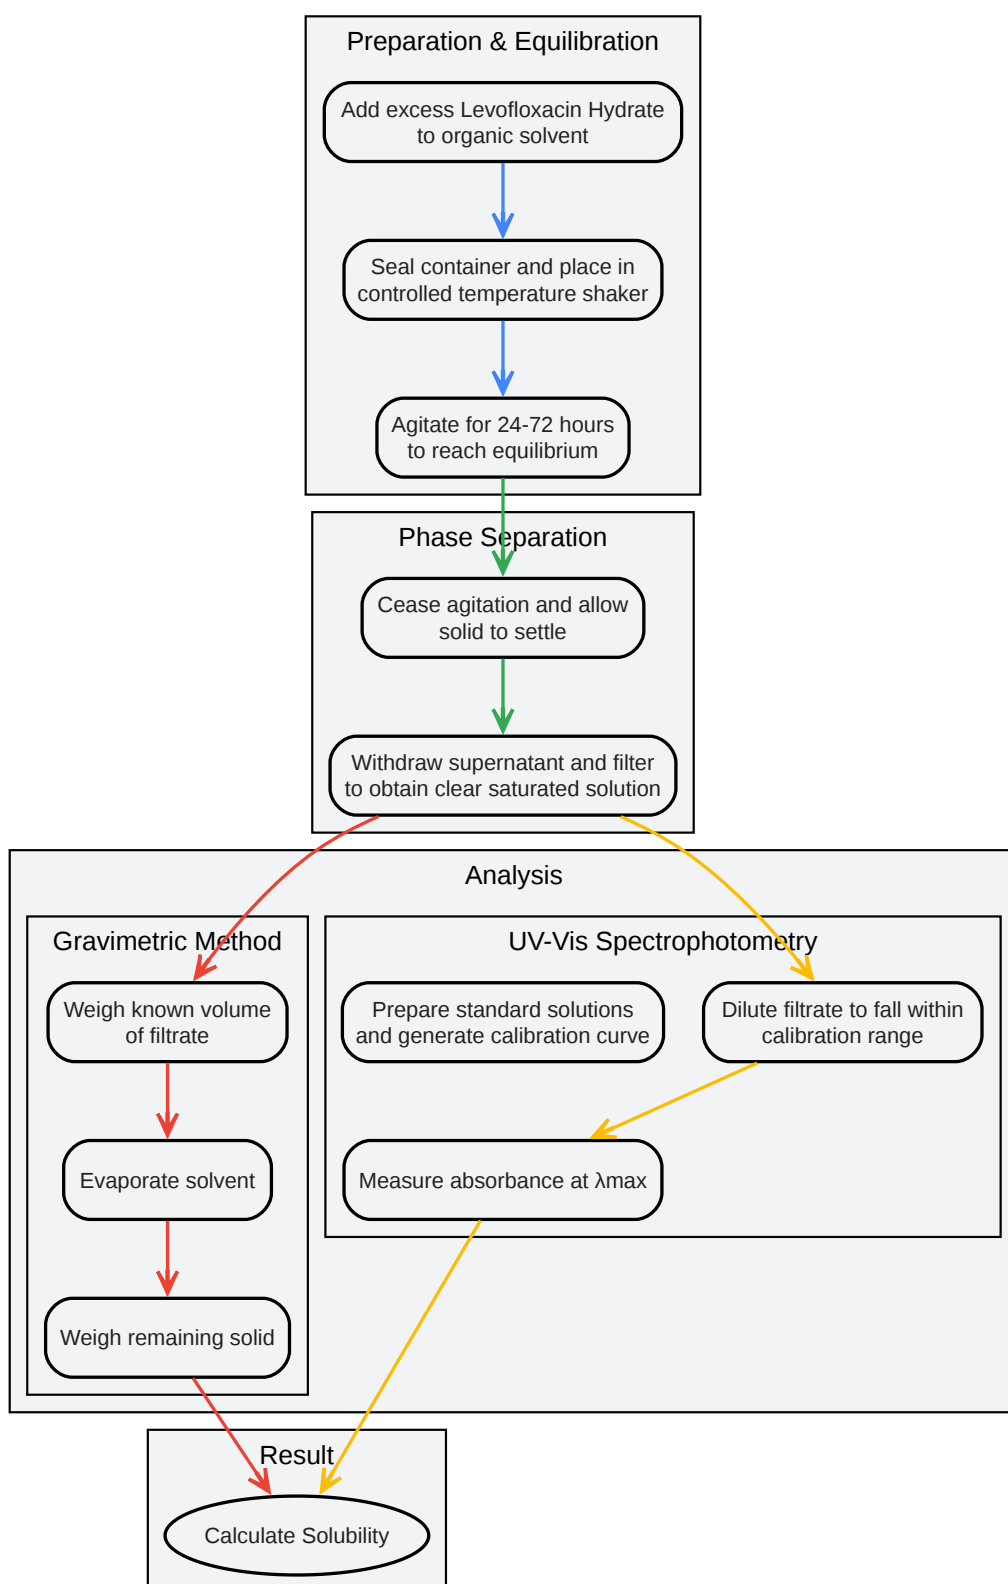 Preparation & Equilibration
Add excess Levofloxacin Hydrate
to organic solvent
Seal container and place in
controlled temperature shaker
Agitate for 24-72 hours
to reach equilibrium
Phase Separation
Cease agitation and allow
solid to settle
Withdraw supernatant and filter
to obtain clear saturated solution
Analysis
Gravimetric Method
Weigh known volume
of filtrate
Evaporate solvent
Weigh remaining solid
UV-Vis Spectrophotometry
Prepare standard solutions
and generate calibration curve
Dilute filtrate to fall within
calibration range
Measure absorbance at λmax
Result
Calculate Solubility